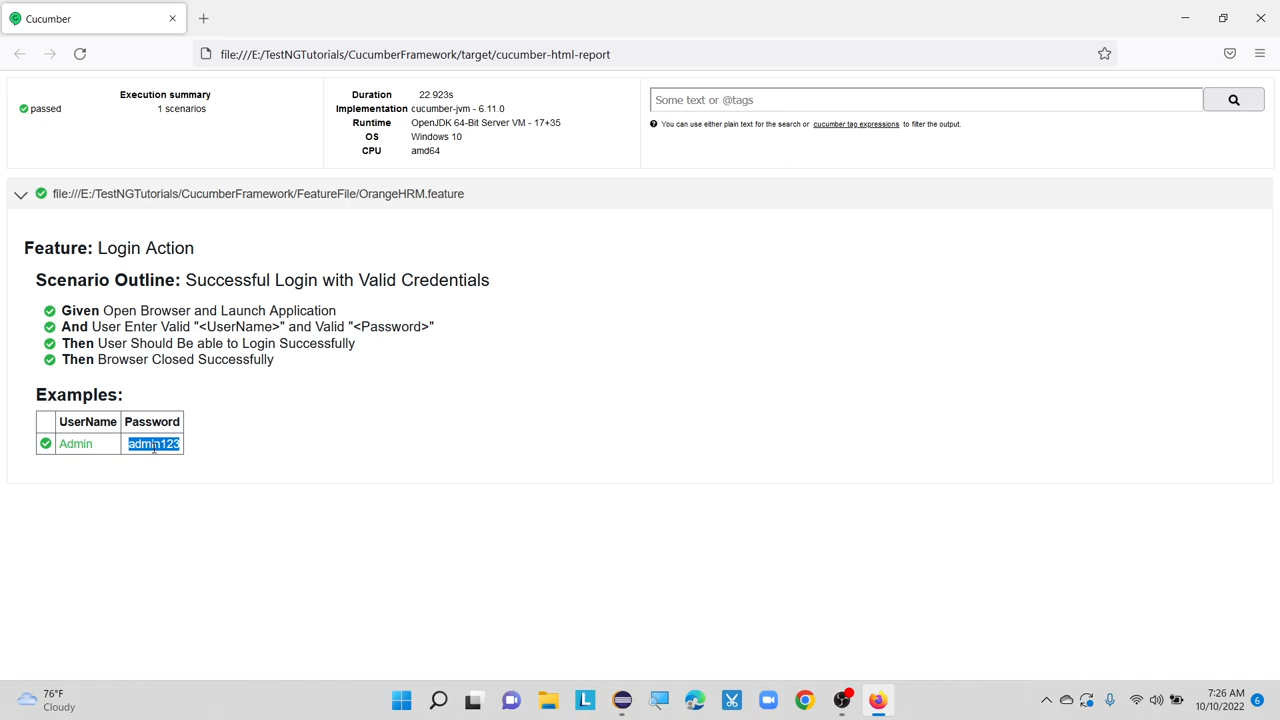 Cucumber
file:///E:/TestNGTutorials/CucumberFramework/target/cucumber-html-report
Execution summary
passed 1 scenarios
Duration 22.923s
Implementation cucumber-jvm - 6.11.0
Runtime OpenJDK 64-Bit Server VM - 17+35
OS Windows 10
CPU amd64
Some text or @tags
You can use either plain text for the search or cucumber tag expressions to filter the output.
file:///E:/TestNGTutorials/CucumberFramework/FeatureFile/OrangeHRM.feature
Feature: Login Action
Scenario Outline: Successful Login with Valid Credentials
Given Open Browser and Launch Application
And User Enter Valid "<UserName>" and Valid "<Password>"
Then User Should Be able to Login Successfully
Then Browser Closed Successfully
Examples:
UserName Password
Admin admin123
76°F
Cloudy
7:26 AM
10/10/2022
6